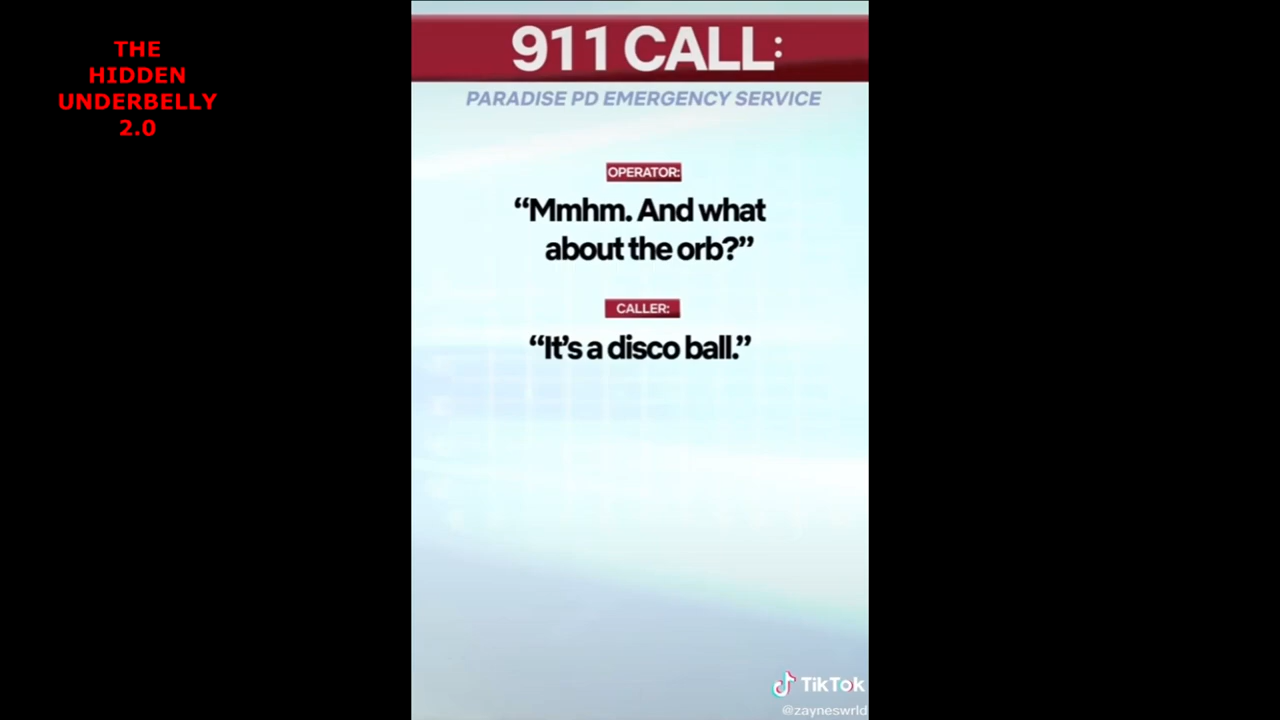 THE
HIDDEN
UNDERBELLY
2.0
911 CALL:
PARADISE PD EMERGENCY SERVICE
OPERATOR:
“Mmhm. And what
about the orb?”
CALLER:
“It’s a disco ball.”
TikTok
@zayneswrld